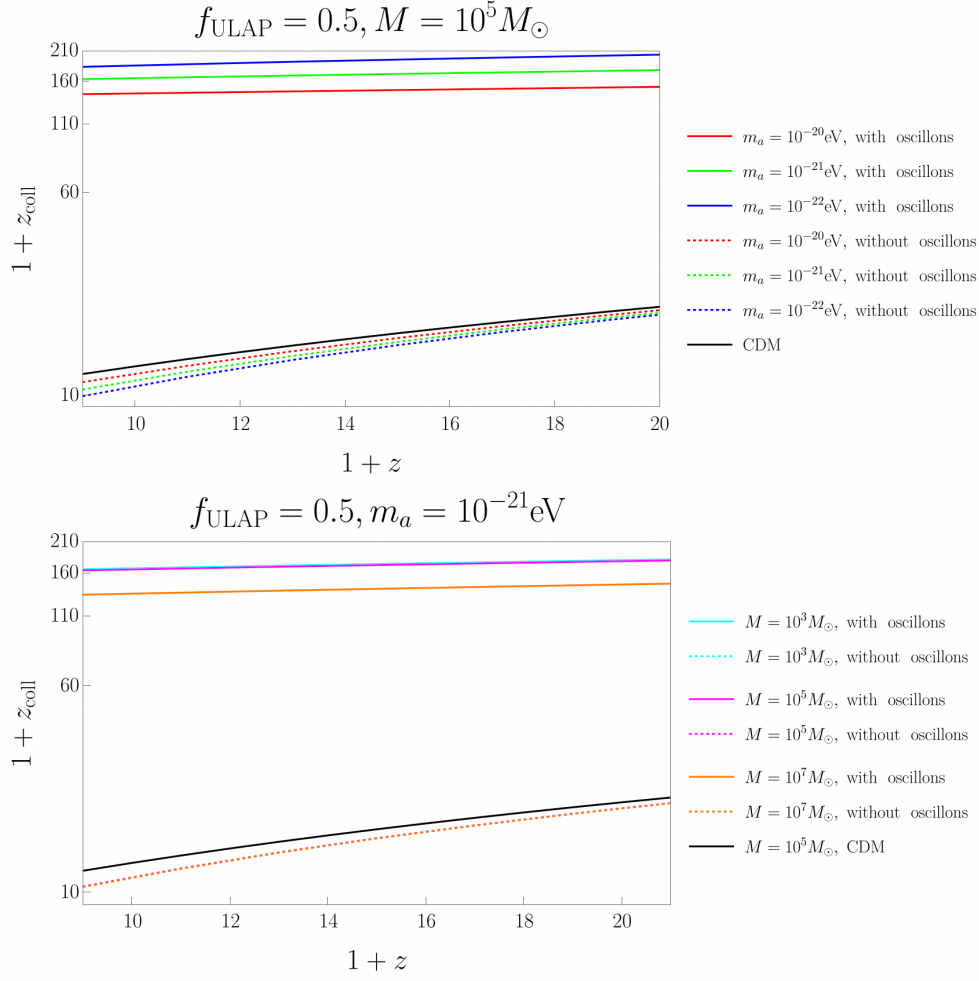 f_ULAP = 0.5, M = 10^5 M_⊙
210
160
110
60
10
1 + z_coll
10 12 14 16 18 20
1 + z
m_a = 10^−20 eV, with oscillons
m_a = 10^−21 eV, with oscillons
m_a = 10^−22 eV, with oscillons
m_a = 10^−20 eV, without oscillons
m_a = 10^−21 eV, without oscillons
m_a = 10^−22 eV, without oscillons
CDM
f_ULAP = 0.5, m_a = 10^−21 eV
210
160
110
60
10
1 + z_coll
10 12 14 16 18 20
1 + z
M = 10^3 M_⊙, with oscillons
M = 10^3 M_⊙, without oscillons
M = 10^5 M_⊙, with oscillons
M = 10^5 M_⊙, without oscillons
M = 10^7 M_⊙, with oscillons
M = 10^7 M_⊙, without oscillons
M = 10^5 M_⊙, CDM